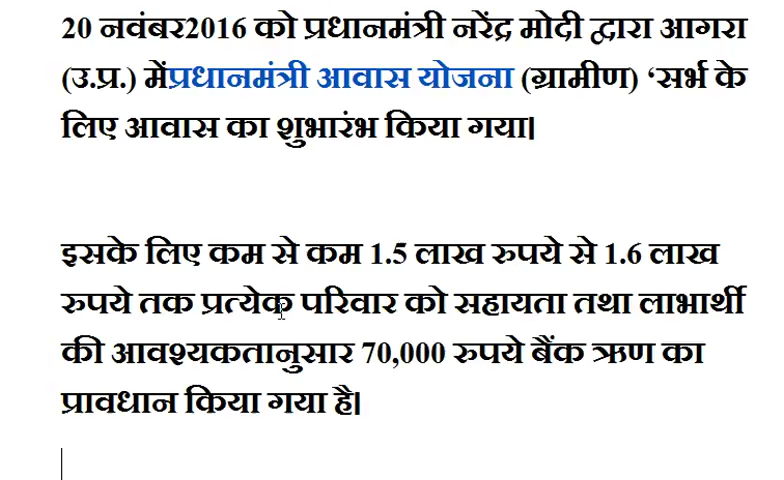 20 नवंबर2016 को प्रधानमंत्री नरेंद्र मोदी द्वारा आगरा
(उ.प्र.) मेंप्रधानमंत्री आवास योजना (ग्रामीण) ‘सर्भ के
लिए आवास का शुभारंभ किया गया।
इसके लिए कम से कम 1.5 लाख रुपये से 1.6 लाख
रुपये तक प्रत्येक परिवार को सहायता तथा लाभार्थी
की आवश्यकतानुसार 70,000 रुपये बैंक ऋण का
प्रावधान किया गया है।